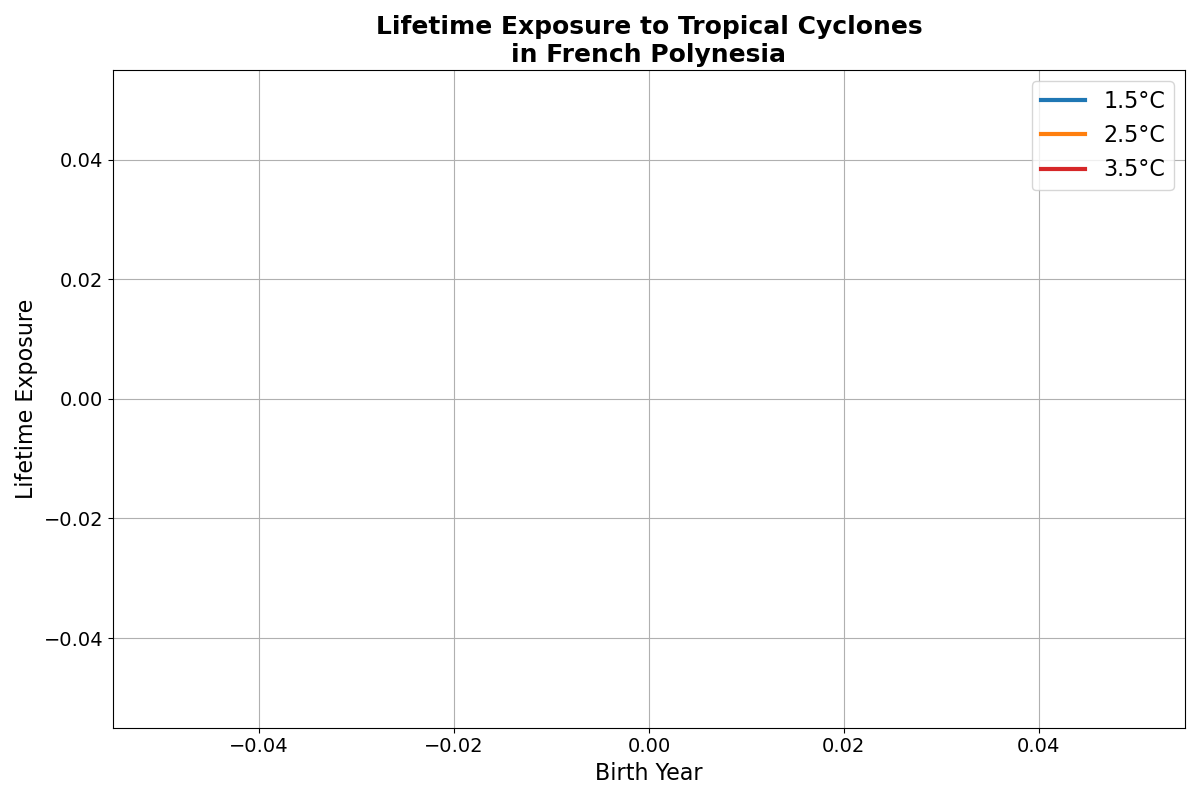 Lifetime Exposure to Tropical Cyclones
in French Polynesia
1.5°C
2.5°C
3.5°C
0.04
0.02
0.00
−0.02
−0.04
Lifetime Exposure
−0.04
−0.02
0.00
0.02
0.04
Birth Year